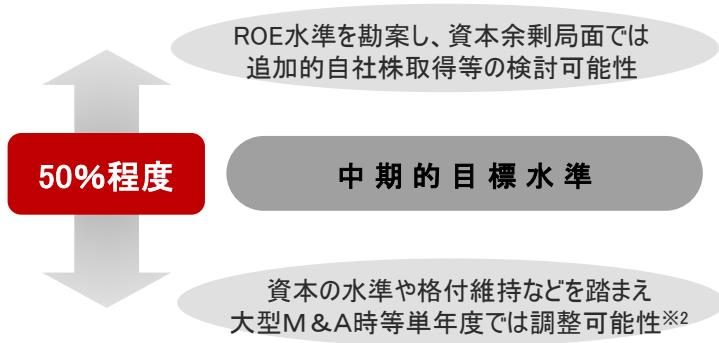 ROE水準を勘案し、資本余剰局面では
追加的自社株取得等の検討可能性
50%程度
中期的目標水準
資本の水準や格付維持などを踏まえ
大型M&A時等単年度では調整可能性※2